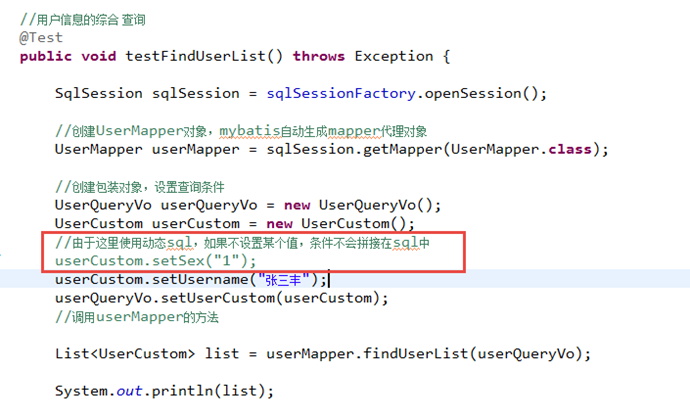 //用户信息的综合 查询
@Test
public void testFindUserList() throws Exception {
SqlSession sqlSession = sqlSessionFactory.openSession();
//创建UserMapper对象，mybatis自动生成mapper代理对象
UserMapper userMapper = sqlSession.getMapper(UserMapper.class);
//创建包装对象，设置查询条件
UserQueryVo userQueryVo = new UserQueryVo();
UserCustom userCustom = new UserCustom();
//由于这里使用动态sql，如果不设置某个值，条件不会拼接在sql中
userCustom.setSex("1");
userCustom.setUsername("张三丰");
userQueryVo.setUserCustom(userCustom);
//调用userMapper的方法
List<UserCustom> list = userMapper.findUserList(userQueryVo);
System.out.println(list);